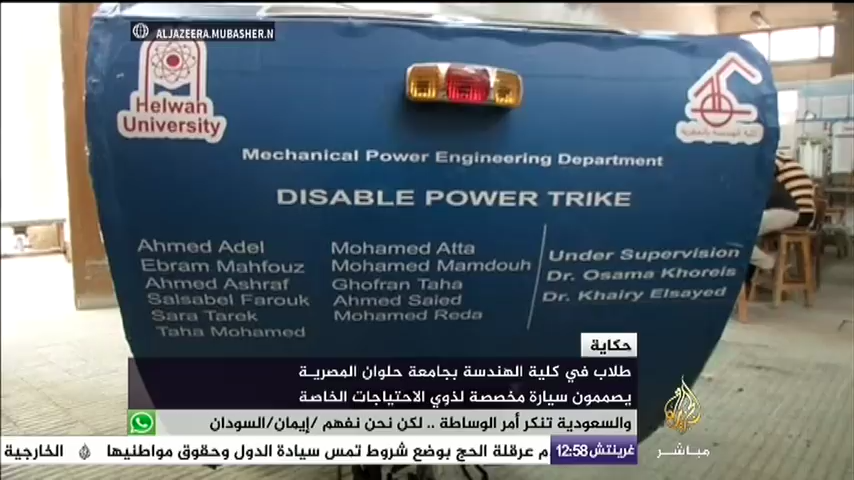 ALJAZEERA.MUBASHER.N
Helwan
University
كلية الهندسة بالمطرية
Mechanical Power Engineering Department
DISABLE POWER TRIKE
Ahmed Adel
Ebram Mahfouz
Ahmed Ashraf
Salsabel Farouk
Sara Tarek
Taha Mohamed
Mohamed Atta
Mohamed Mamdouh
Ghofran Taha
Ahmed Saied
Mohamed Reda
Under Supervision
Dr. Osama Khoreis
Dr. Khairy Elsayed
حكاية
طلاب في كلية الهندسة بجامعة حلوان المصرية
يصممون سيارة مخصصة لذوي الاحتياجات الخاصة
والسعودية تنكر أمر الوساطة .. لكن نحن نفهم /إيمان/السودان
غرينتش 12:58
م عرقلة الحج بوضع شروط تمس سيادة الدول وحقوق مواطنيها
الخارجية
مباشر